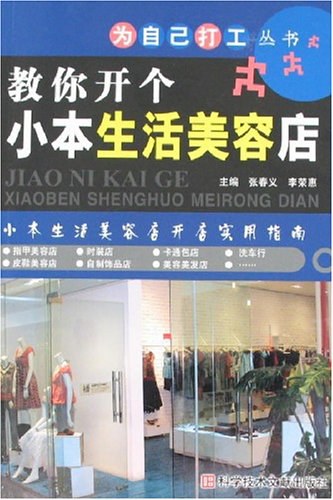 为自己打工丛书
教你开个
小本生活美容店
JIAO NI KAI GE
XIAOBEN SHENGHUO MEIRONG DIAN
主编 张春义 李荣惠
小本生活美容店开店实用指南
●指甲美容店 ●时装店 ●卡通包店 ●洗车行
●皮鞋美容店 ●自制饰品店 ●美容美发店 ●……
科学技术文献出版社